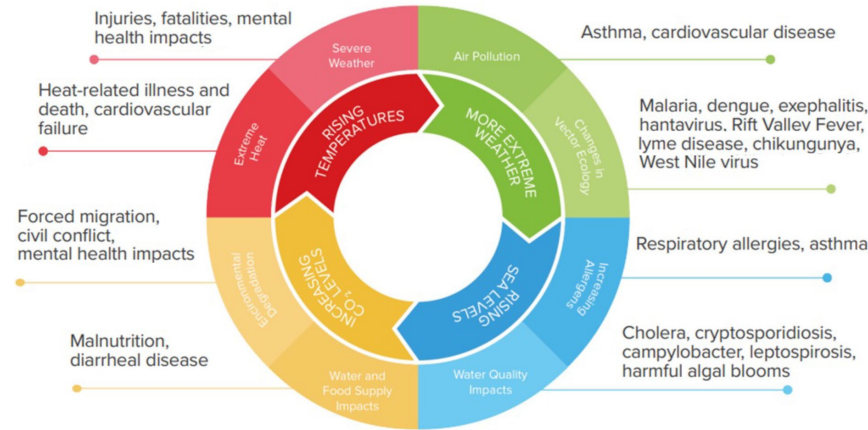 Injuries, fatalities, mental
health impacts
Severe
Weather
Air Pollution
Asthma, cardiovascular disease
Heat-related illness and
death, cardiovascular
failure
Extreme
Heat
RISING
TEMPERATURES
MORE EXTREME
WEATHER
Changes in
Vector Ecology
Malaria, dengue, exephalitis,
hantavirus. Rift Vallev Fever,
lyme disease, chikungunya,
West Nile virus
Forced migration,
civil conflict,
mental health impacts
Encironmental
Degradation
INCREASING
CO₂ LEVELS
RISING
SEA LEVELS
Increasing
Allergens
Respiratory allergies, asthma
Malnutrition,
diarrheal disease
Water and
Food Supply
Impacts
Water Quality
Impacts
Cholera, cryptosporidiosis,
campylobacter, leptospirosis,
harmful algal blooms